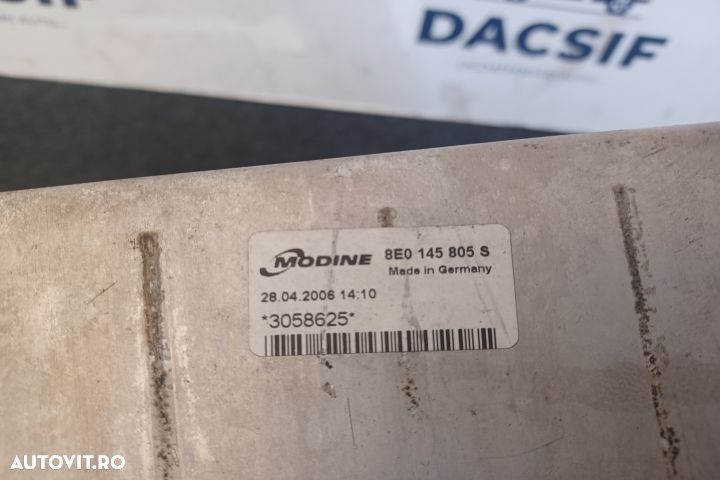 DACSIF
MODINE 8E0 145 805 S
Made in Germany
28.04.2006 14:10
*3058625*
AUTOVIT.RO